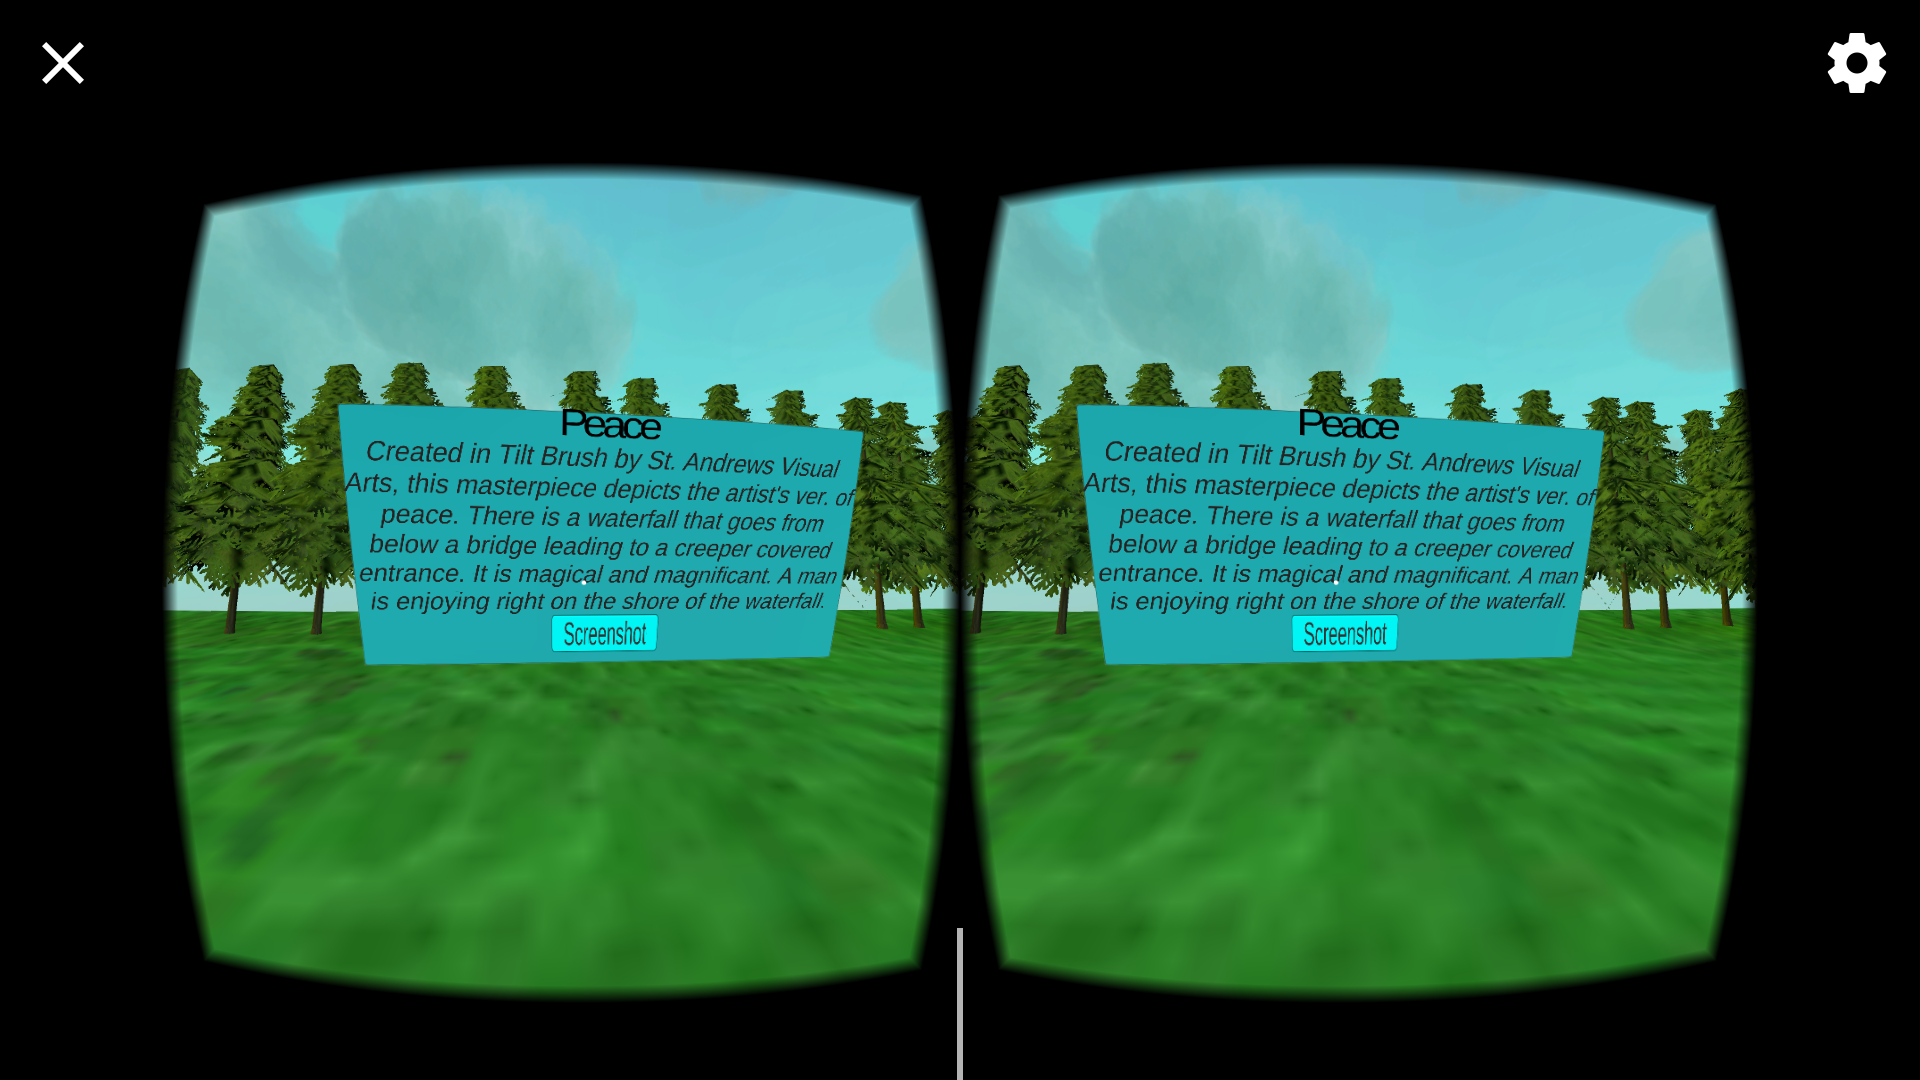 Peace
Created in Tilt Brush by St. Andrews Visual
Arts, this masterpiece depicts the artist's ver. of
peace. There is a waterfall that goes from
below a bridge leading to a creeper covered
entrance. It is magical and magnificant. A man
is enjoying right on the shore of the waterfall.
Screenshot
Peace
Created in Tilt Brush by St. Andrews Visual
Arts, this masterpiece depicts the artist's ver. of
peace. There is a waterfall that goes from
below a bridge leading to a creeper covered
entrance. It is magical and magnificant. A man
is enjoying right on the shore of the waterfall.
Screenshot